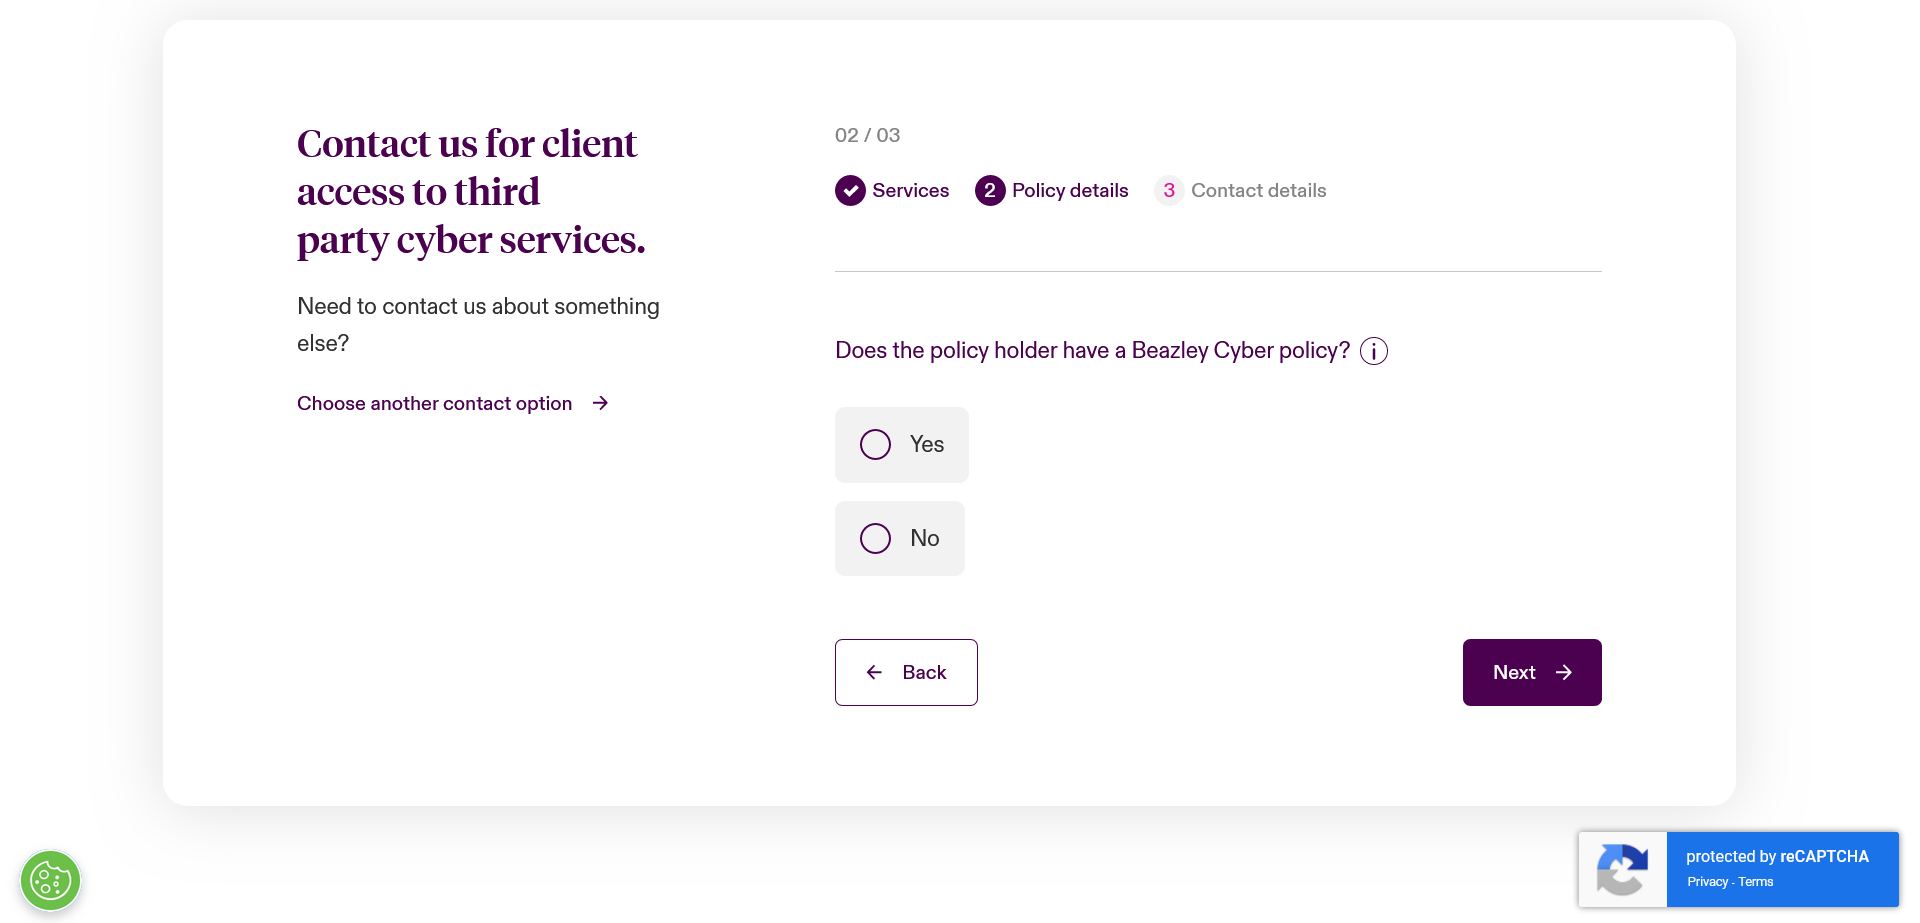 Contact us for client
access to third
party cyber services.
Need to contact us about something
else?
Choose another contact option
02 / 03
Services
2 Policy details
3 Contact details
Does the policy holder have a Beazley Cyber policy?
Yes
No
Back
Next
protected by reCAPTCHA
Privacy - Terms